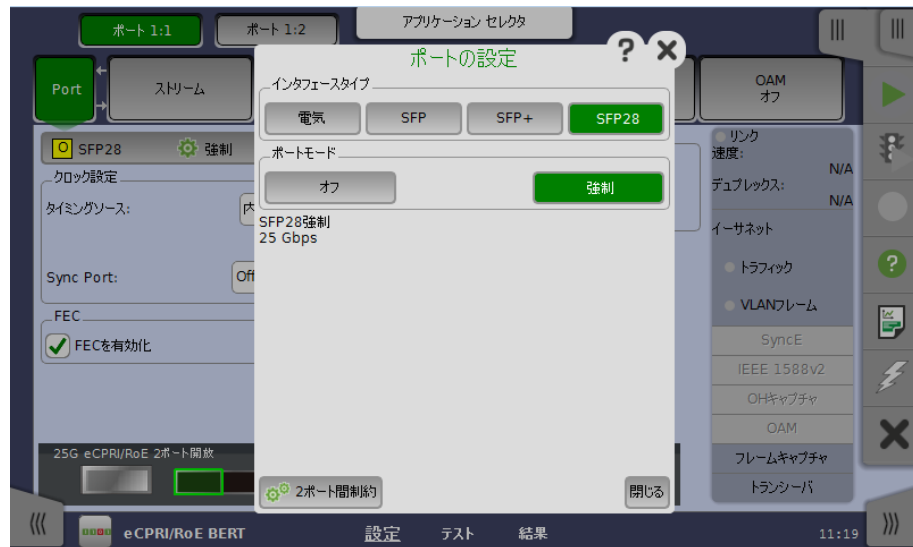 アプリケーション セレクタ
ポート 1:1
ポート 1:2
ポートの設定
?
Port
ストリーム
OAM
オフ
インタフェースタイプ
電気
SFP
SFP+
SFP28
ポートモード
オフ
強制
SFP28強制
25 Gbps
O SFP28
強制
クロック設定
タイミングソース:
内
Sync Port:
Off
FEC
FECを有効化
リンク
速度:
N/A
デュプレックス:
N/A
イーサネット
トラフィック
VLANフレーム
SyncE
IEEE 1588v2
OHキャプチャ
OAM
フレームキャプチャ
トランシーバ
?
25G eCPRI/RoE 2ポート開放
2ポート間制約
閉じる
eCPRI/RoE BERT
設定
テスト
結果
11:19